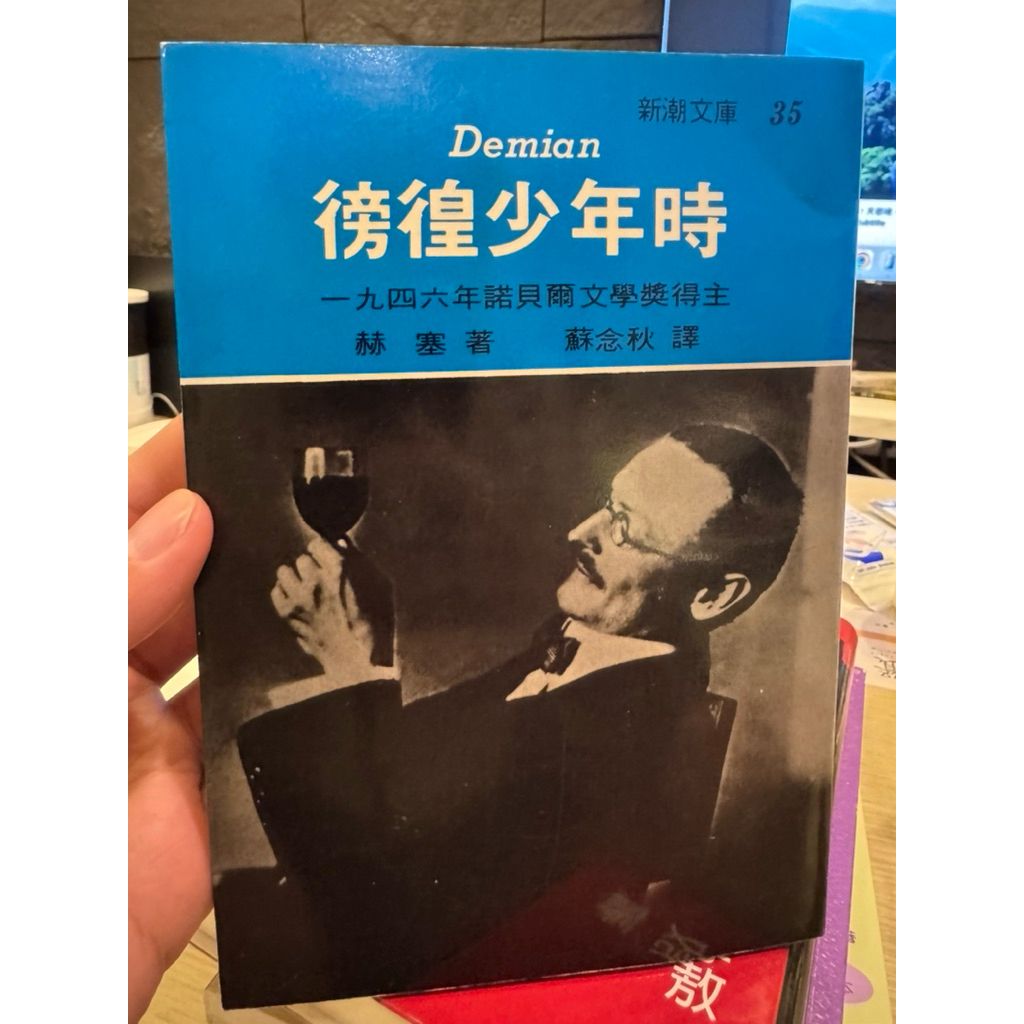 新潮文庫 35
Demian
徬徨少年時
一九四六年諾貝爾文學獎得主
赫塞著 蘇念秋 譯
敖